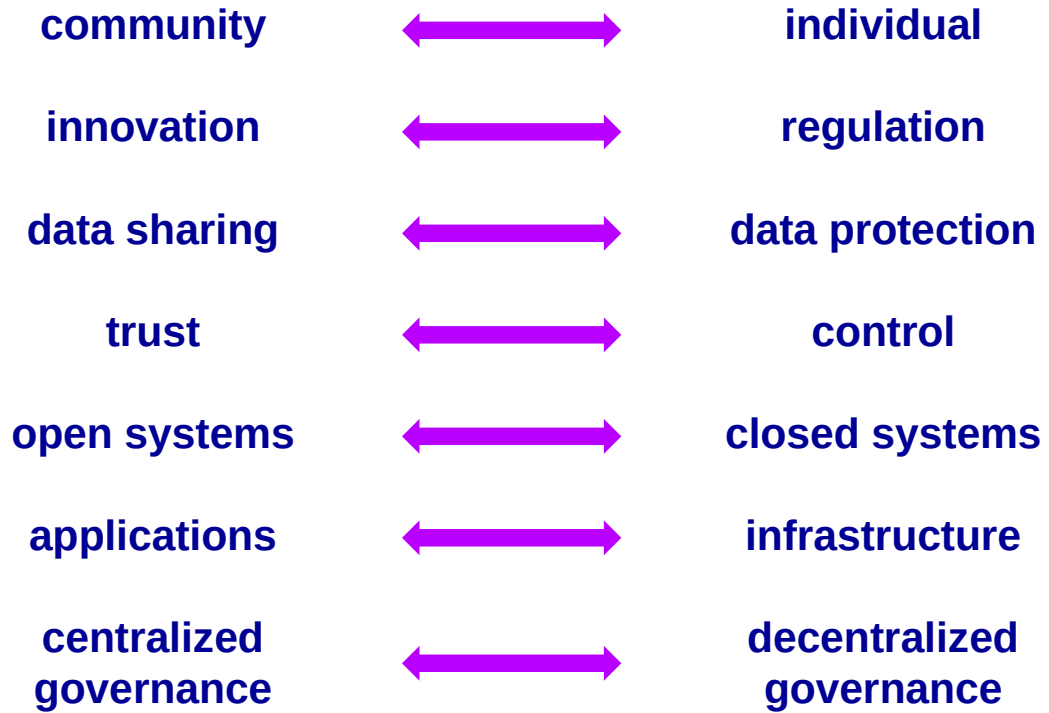 community individual
innovation regulation
data sharing data protection
trust control
open systems closed systems
applications infrastructure
centralized decentralized
governance governance